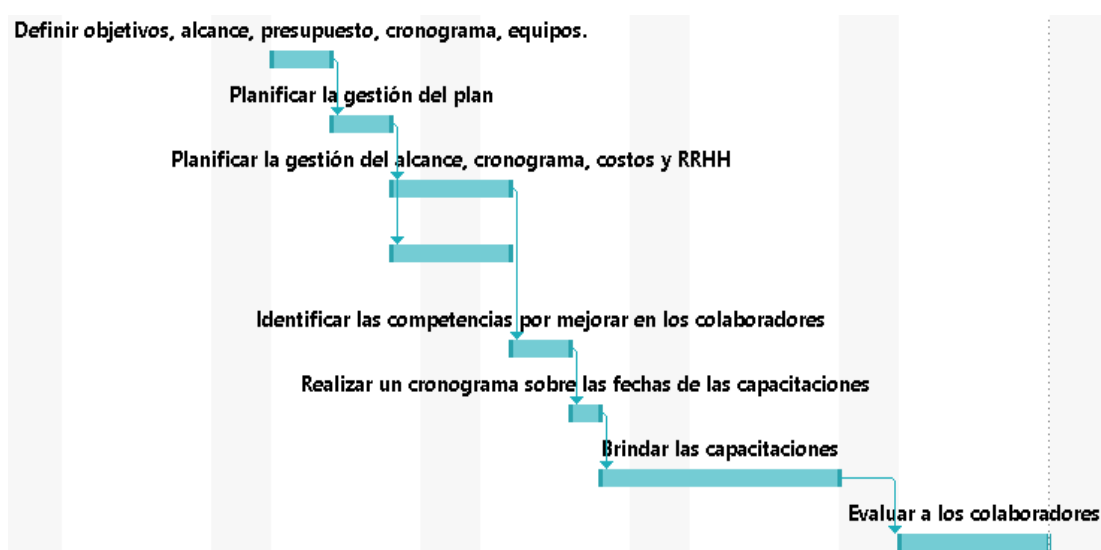 Definir objetivos, alcance, presupuesto, cronograma, equipos.
Planificar la gestión del plan
Planificar la gestión del alcance, cronograma, costos y RRHH
Identificar las competencias por mejorar en los colaboradores
Realizar un cronograma sobre las fechas de las capacitaciones
Brindar las capacitaciones
Evaluar a los colaboradores